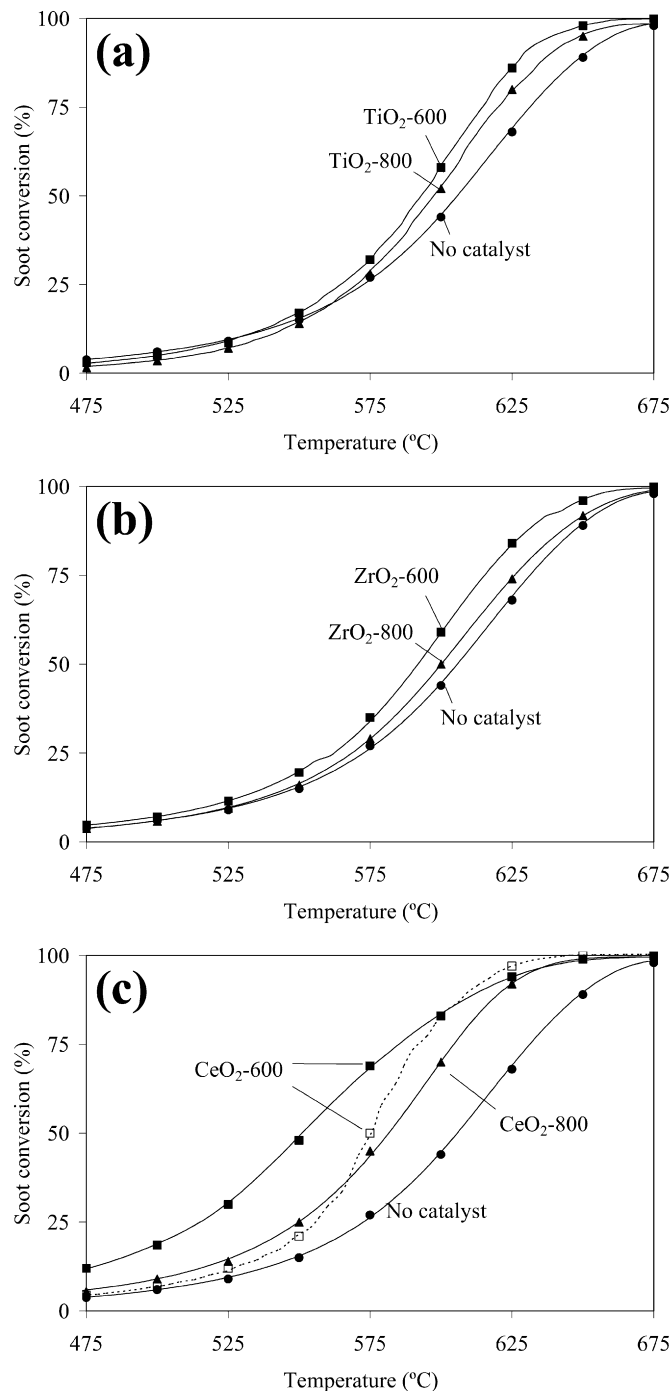 (a)
100
75
50
25
0
Soot conversion (%)
TiO₂-600
TiO₂-800
No catalyst
475 525 575 625 675
Temperature (ºC)
(b)
100
75
50
25
0
Soot conversion (%)
ZrO₂-600
ZrO₂-800
No catalyst
475 525 575 625 675
Temperature (ºC)
(c)
100
75
50
25
0
Soot conversion (%)
CeO₂-600
CeO₂-800
No catalyst
475 525 575 625 675
Temperature (ºC)